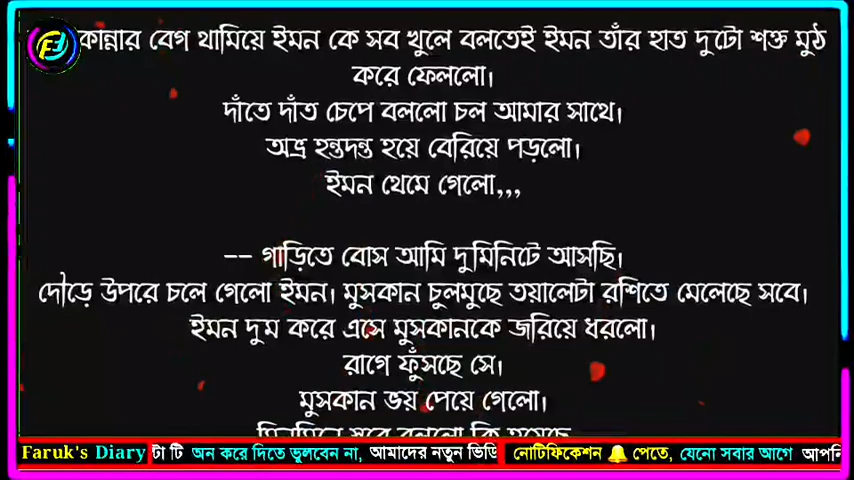 কান্নার বেগ থামিয়ে ইমন কে সব খুলে বলতেই ইমন তাঁর হাত দুটো শক্ত মুঠ
করে ফেললো।
দাঁতে দাঁত চেপে বললো চল আমার সাথে।
অভ্র হন্তদন্ত হয়ে বেরিয়ে পড়লো।
ইমন থেমে গেলো,,,
-- গাড়িতে বোস আমি দুমিনিটে আসছি।
দৌড়ে উপরে চলে গেলো ইমন। মুসকান চুলমুছে তয়ালেটা রশিতে মেলেছে সবে।
ইমন দুম করে এসে মুসকানকে জরিয়ে ধরলো।
রাগে ফুঁসছে সে।
মুসকান ভয় পেয়ে গেলো।
Faruk's Diary টা টি অন করে দিতে ভুলবেন না, আমাদের নতুন ভিডি নোটিফিকেশন 🔔 পেতে, যেনো সবার আগে আপনি